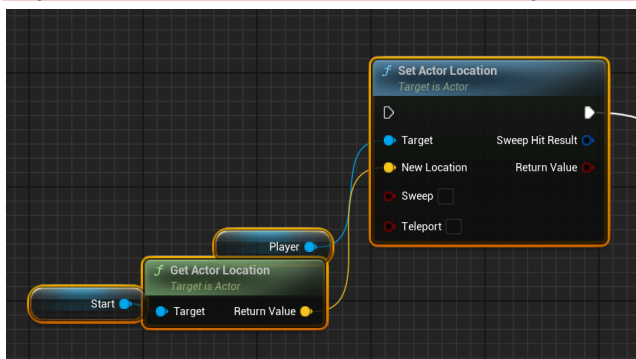 f Set Actor Location
Target is Actor
Target
Sweep Hit Result
New Location
Return Value
Sweep
Teleport
Player
f Get Actor Location
Target is Actor
Start
Target
Return Value